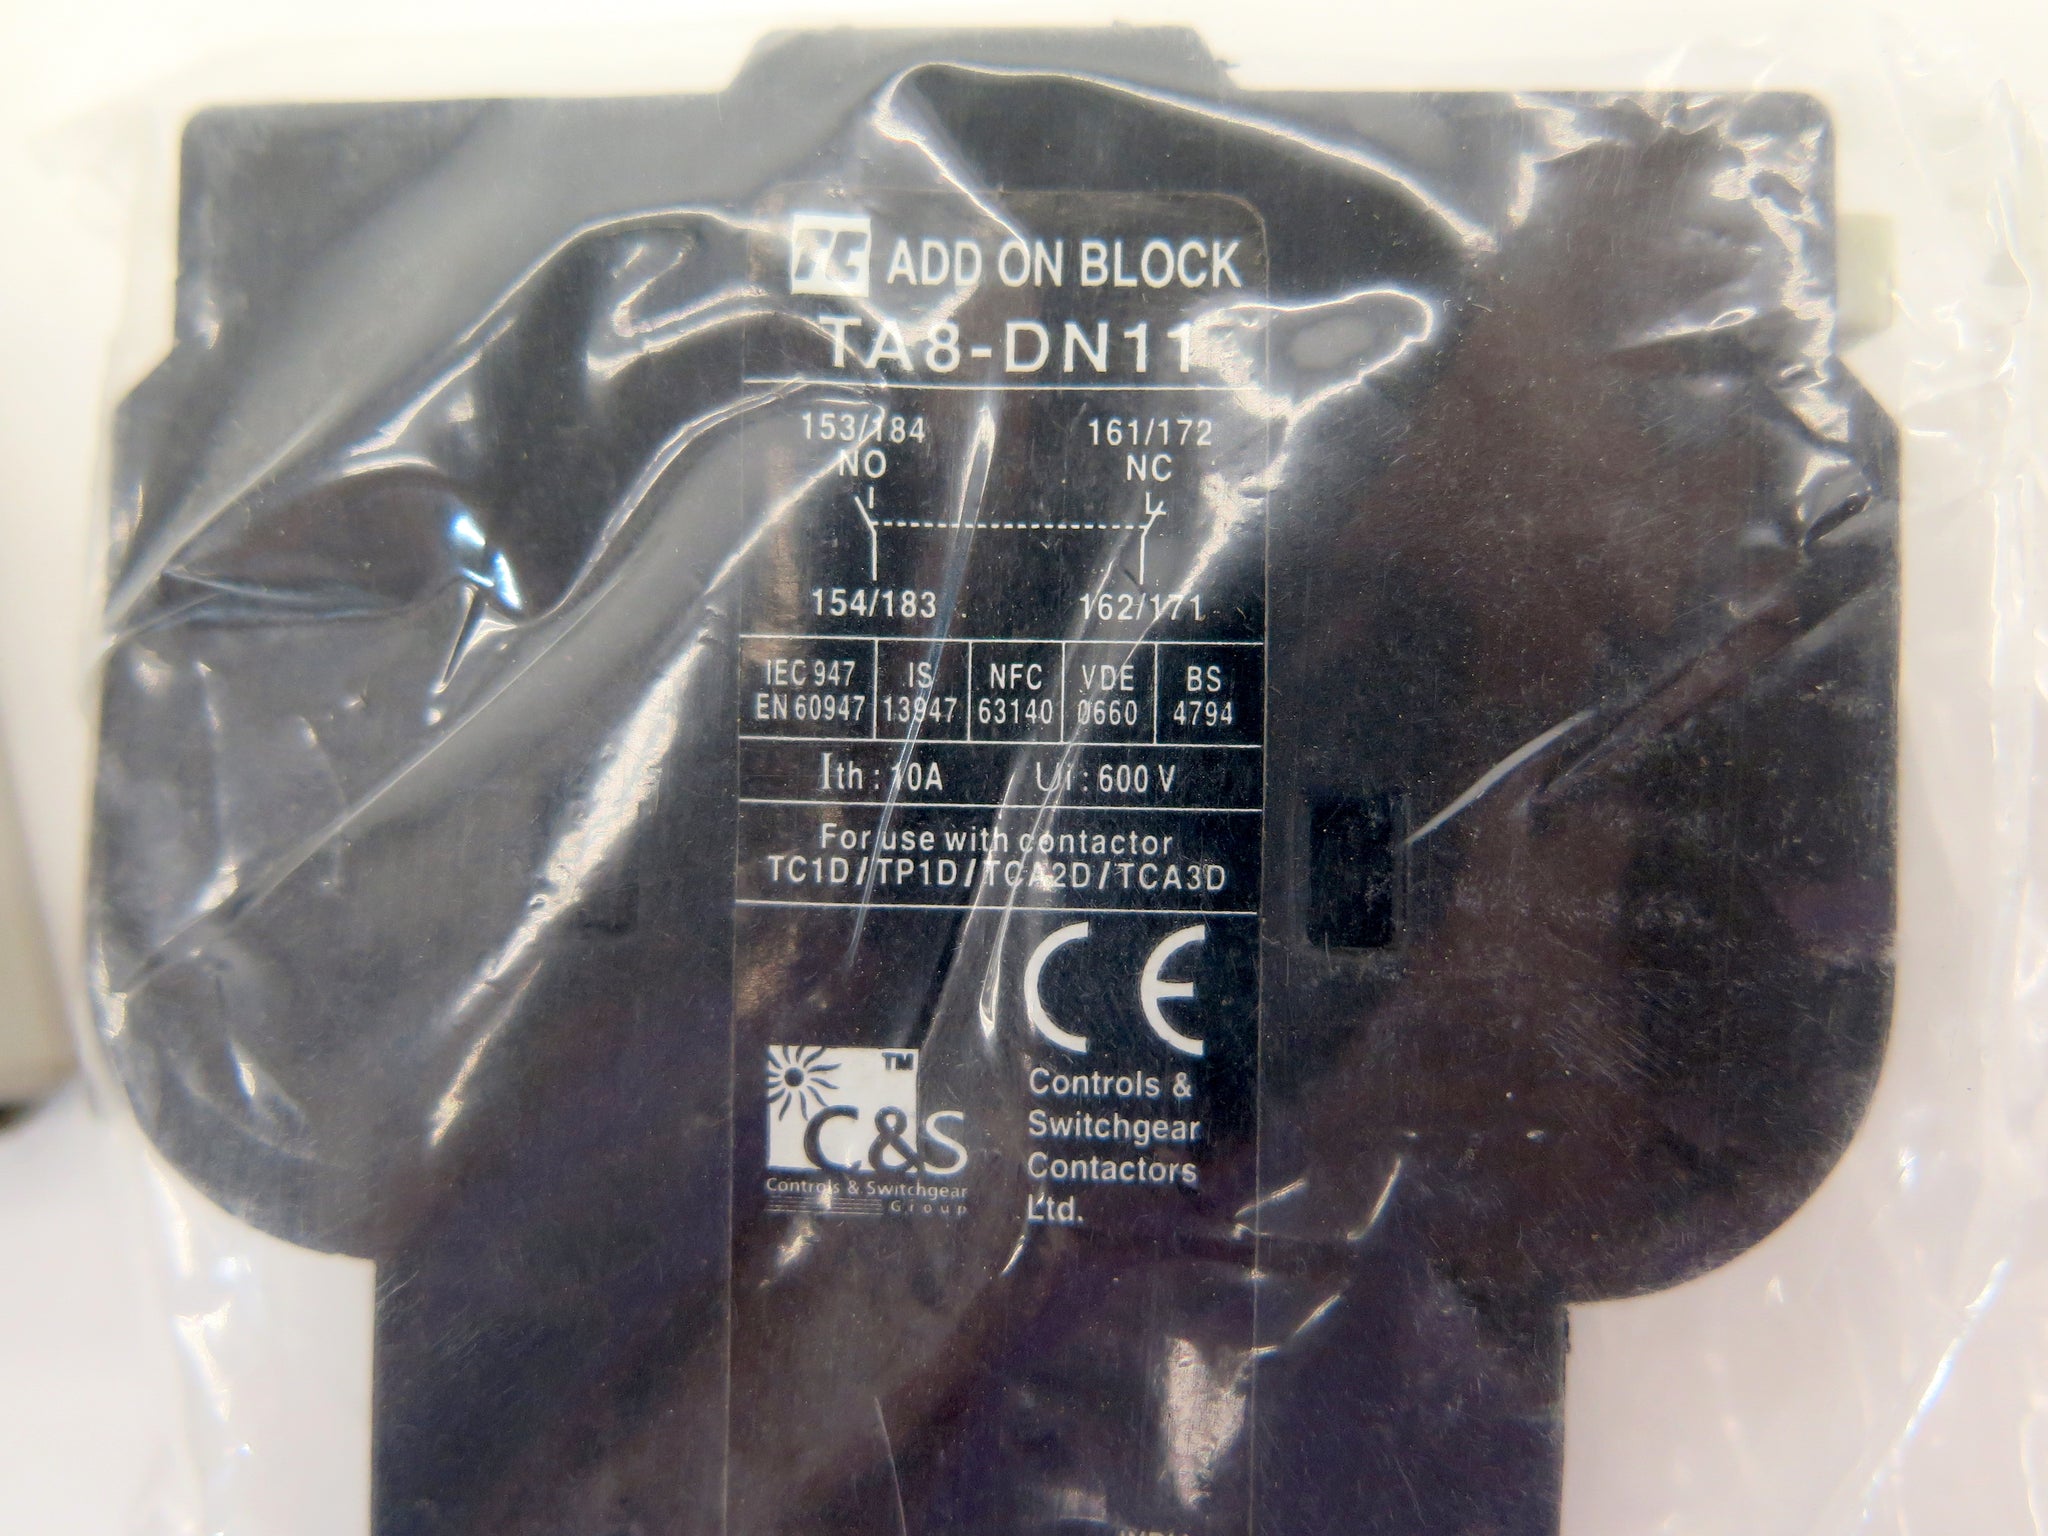 ADD ON BLOCK
TA8-DN11
153/184 161/172
NO NC
154/183 162/171
IEC 947 IS NFC VDE BS
EN 60947 13947 63140 0660 4794
Ith : 10A Ui : 600 V
For use with contactor
TC1D/TP1D/TCA2D/TCA3D
CE
TM
C&S
Controls & Switchgear
Group
Controls &
Switchgear
Contactors
Ltd.